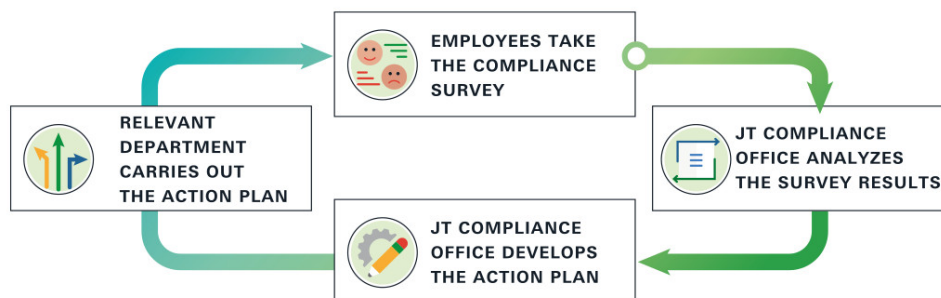 EMPLOYEES TAKE
THE COMPLIANCE
SURVEY
JT COMPLIANCE
OFFICE ANALYZES
THE SURVEY RESULTS
JT COMPLIANCE
OFFICE DEVELOPS
THE ACTION PLAN
RELEVANT
DEPARTMENT
CARRIES OUT
THE ACTION PLAN